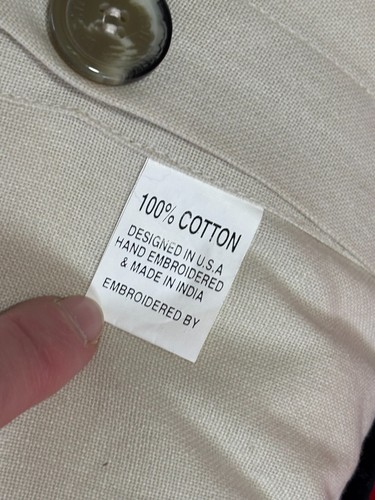 100% COTTON
DESIGNED IN U.S.A
HAND EMBROIDERED
& MADE IN INDIA
EMBROIDERED BY